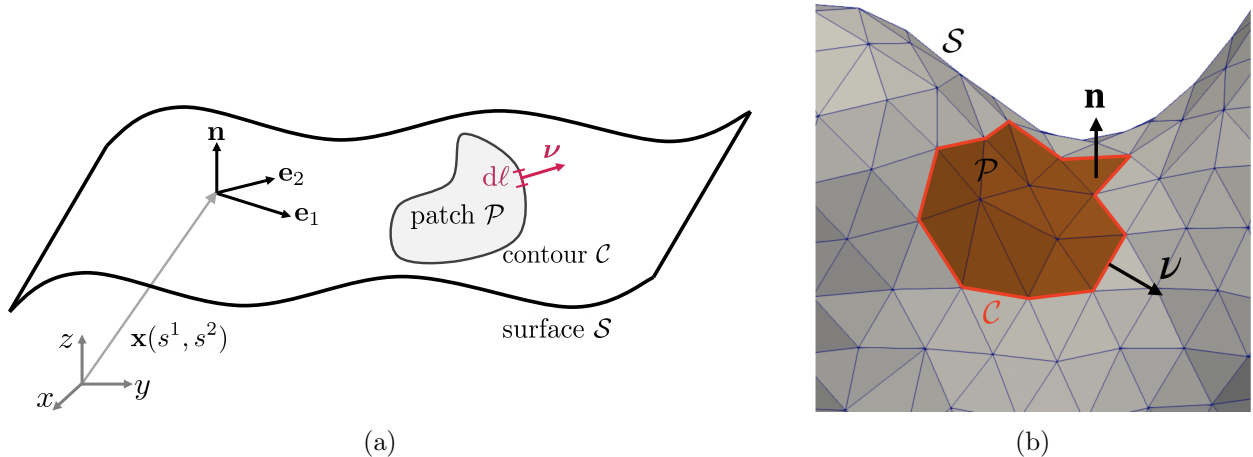 n
e₂
e₁
ν
dℓ
patch 𝒫
contour 𝒞
surface 𝒮
x(s¹, s²)
z
y
x
(a)
𝒮
n
𝒫
ν
𝒞
(b)